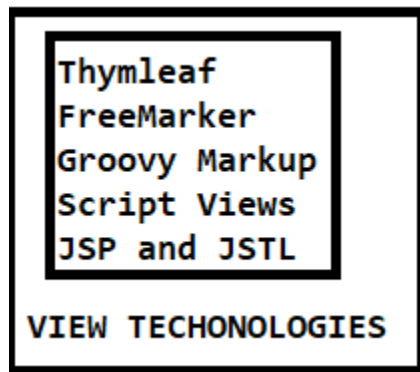 Thymleaf
FreeMarker
Groovy Markup
Script Views
JSP and JSTL
VIEW TECHONOLOGIES